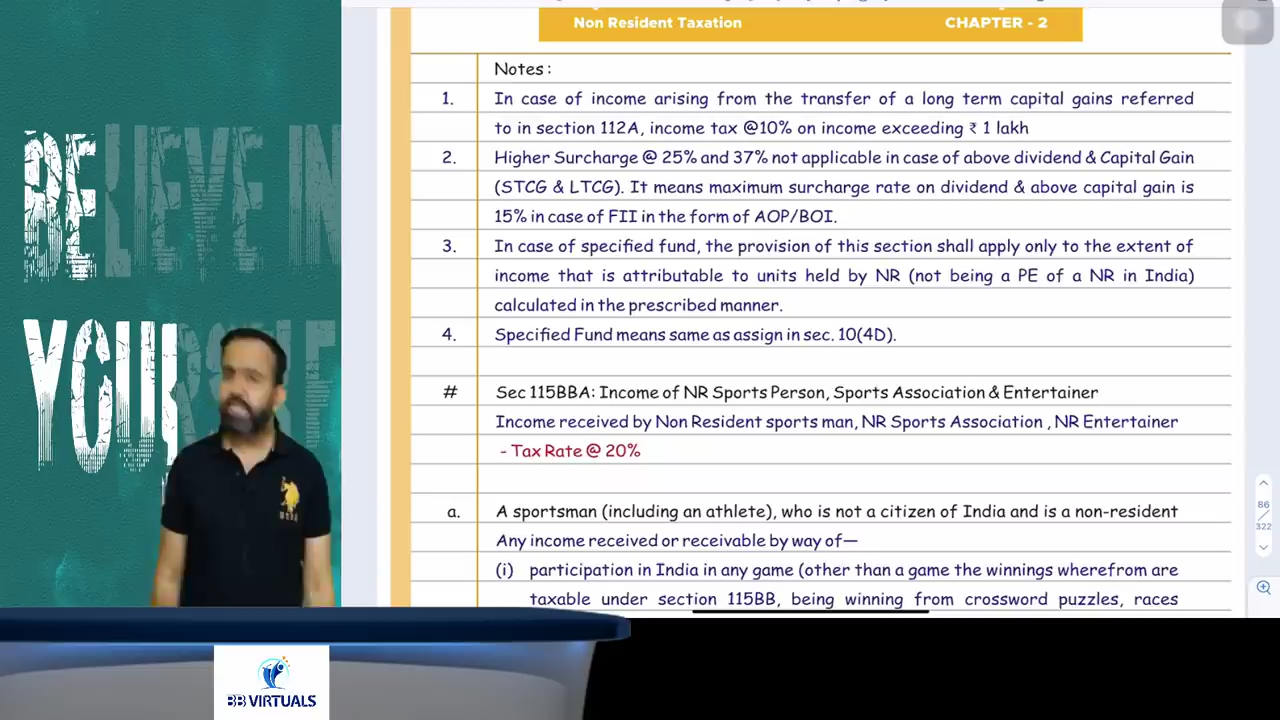 BELIEVE IN
YOURSELF
Non Resident Taxation CHAPTER - 2
Notes :
1. In case of income arising from the transfer of a long term capital gains referred
to in section 112A, income tax @10% on income exceeding ₹ 1 lakh
2. Higher Surcharge @ 25% and 37% not applicable in case of above dividend & Capital Gain
(STCG & LTCG). It means maximum surcharge rate on dividend & above capital gain is
15% in case of FII in the form of AOP/BOI.
3. In case of specified fund, the provision of this section shall apply only to the extent of
income that is attributable to units held by NR (not being a PE of a NR in India)
calculated in the prescribed manner.
4. Specified Fund means same as assign in sec. 10(4D).
# Sec 115BBA: Income of NR Sports Person, Sports Association & Entertainer
Income received by Non Resident sports man, NR Sports Association , NR Entertainer
- Tax Rate @ 20%
a. A sportsman (including an athlete), who is not a citizen of India and is a non-resident
Any income received or receivable by way of—
(i) participation in India in any game (other than a game the winnings wherefrom are
taxable under section 115BB, being winning from crossword puzzles, races
86
322
BB VIRTUALS